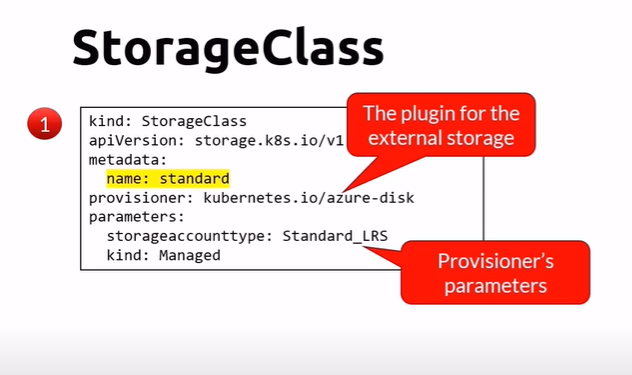 StorageClass
1
kind: StorageClass
apiVersion: storage.k8s.io/v1
metadata:
name: standard
provisioner: kubernetes.io/azure-disk
parameters:
storageaccounttype: Standard_LRS
kind: Managed
The plugin for the
external storage
Provisioner's
parameters